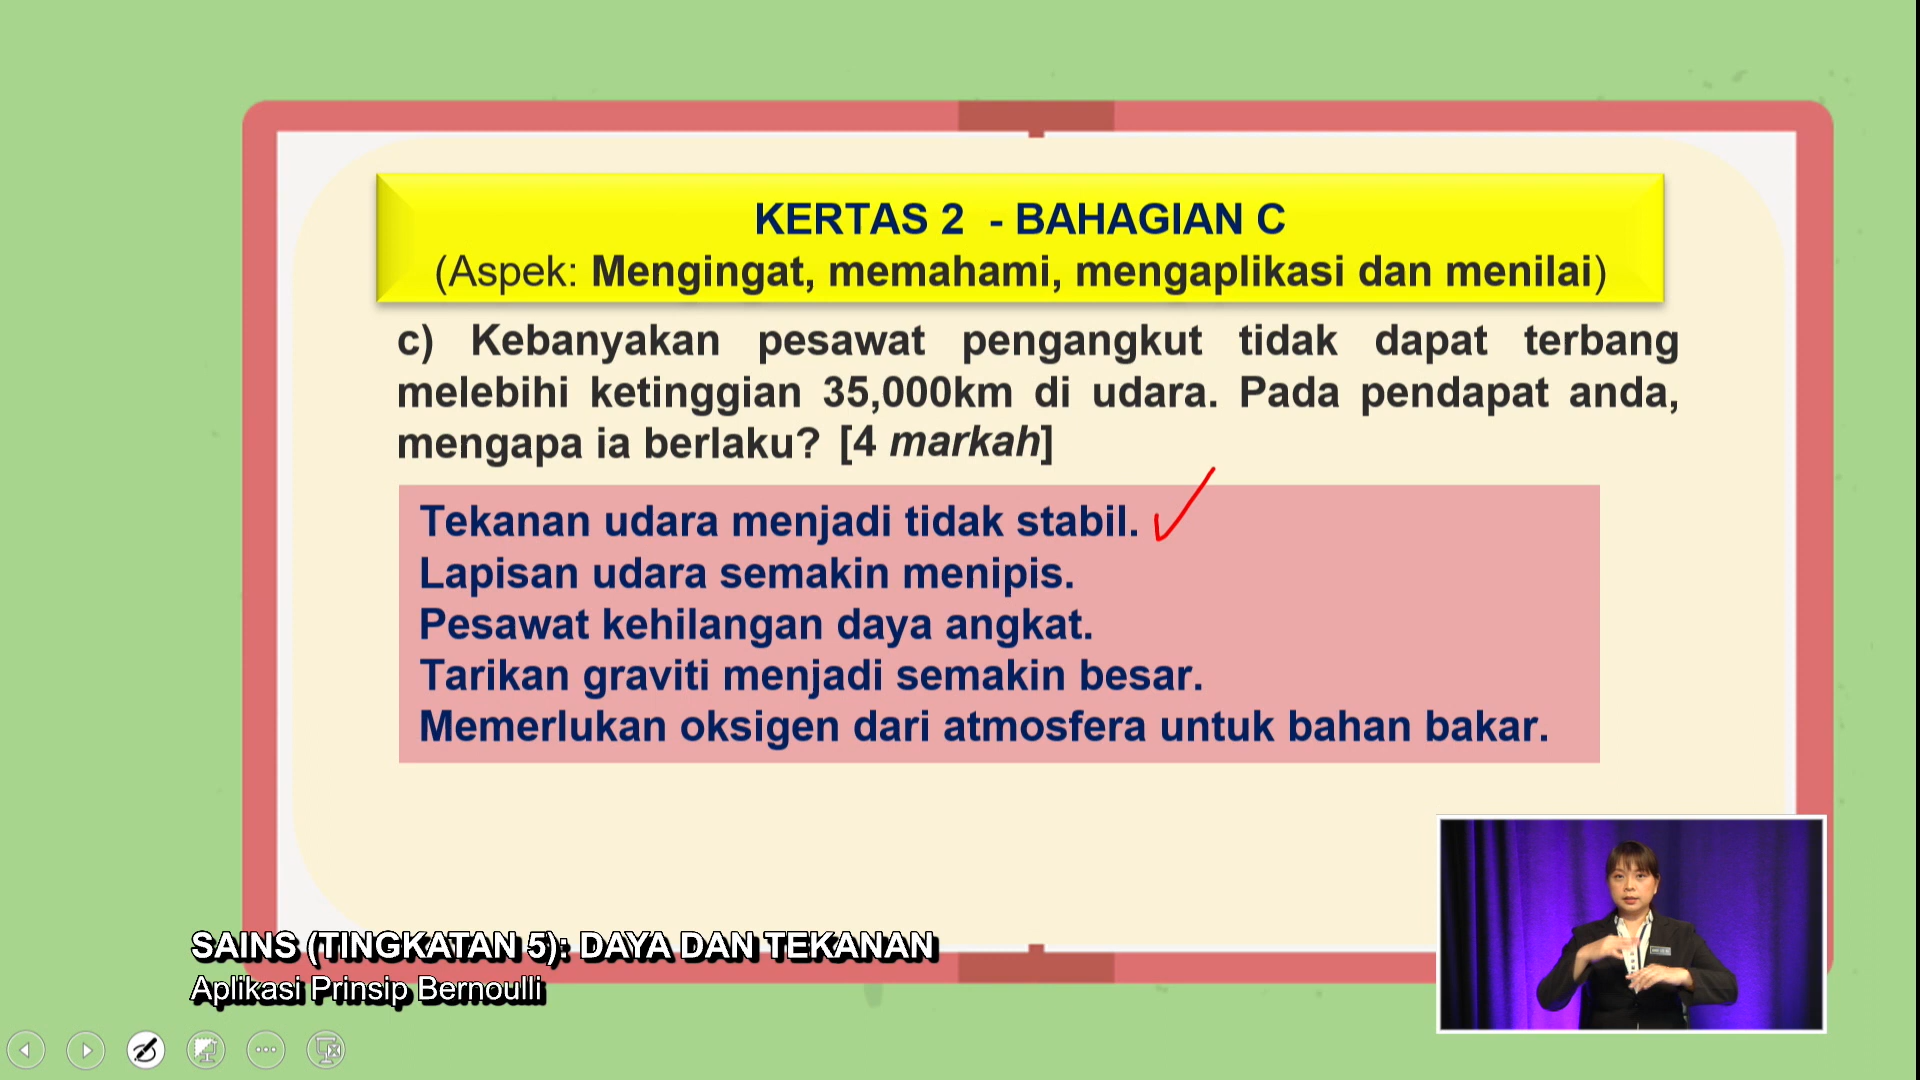 KERTAS 2 - BAHAGIAN C
(Aspek: Mengingat, memahami, mengaplikasi dan menilai)
c) Kebanyakan pesawat pengangkut tidak dapat terbang
melebihi ketinggian 35,000km di udara. Pada pendapat anda,
mengapa ia berlaku? [4 markah]
Tekanan udara menjadi tidak stabil.
Lapisan udara semakin menipis.
Pesawat kehilangan daya angkat.
Tarikan graviti menjadi semakin besar.
Memerlukan oksigen dari atmosfera untuk bahan bakar.
SAINS (TINGKATAN 5): DAYA DAN TEKANAN
Aplikasi Prinsip Bernoulli